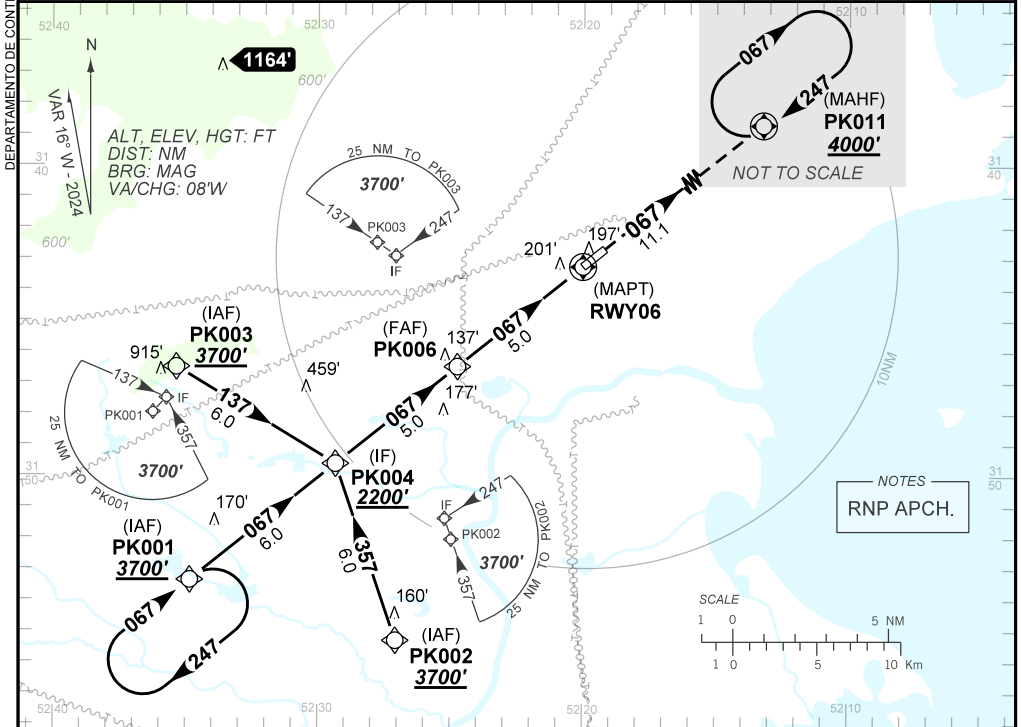 DEPARTAMENTO DE CONT
52 40
52 30
52 20
52 10
N
VAR 16° W - 2024
1164'
600'
ALT, ELEV, HGT: FT
DIST: NM
BRG: MAG
VA/CHG: 08'W
31
40
600'
25 NM TO PK003
3700'
137
247
PK003
IF
067
247
(MAHF)
PK011
4000'
NOT TO SCALE
31
40
067
11.1
201'
197'
(MAPT)
RWY06
(IAF)
PK003
3700'
915'
(FAF)
PK006
137'
067
5.0
459'
177'
10NM
137
6.0
067
5.0
137
IF
PK001
357
3700'
25 NM TO PK001
31
50
(IF)
PK004
2200'
31
50
NOTES
RNP APCH.
170'
067
6.0
(IAF)
PK001
3700'
357
6.0
247
IF
PK002
3700'
357
25 NM TO PK002
067
247
160'
(IAF)
PK002
3700'
SCALE
1 0 5 NM
1 0 5 10 Km
52 40
52 30
52 20
52 10